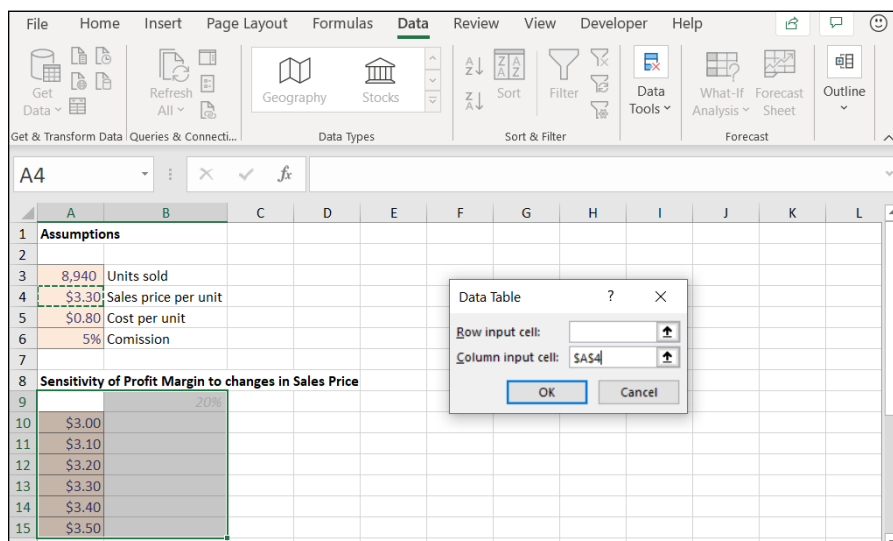 File Home Insert Page Layout Formulas Data Review View Developer Help
Get Data
Refresh All
Geography Stocks
Sort Filter
Data Tools
What-If Analysis Forecast Sheet
Outline
Get & Transform Data Queries & Connecti... Data Types Sort & Filter Forecast
A4 fx
A B C D E F G H I J K L
1 Assumptions
2
3 8,940 Units sold
4 $3.30 Sales price per unit
5 $0.80 Cost per unit
6 5% Comission
7
8 Sensitivity of Profit Margin to changes in Sales Price
9 20%
10 $3.00
11 $3.10
12 $3.20
13 $3.30
14 $3.40
15 $3.50
Data Table ? X
Row input cell:
Column input cell: $A$4
OK Cancel